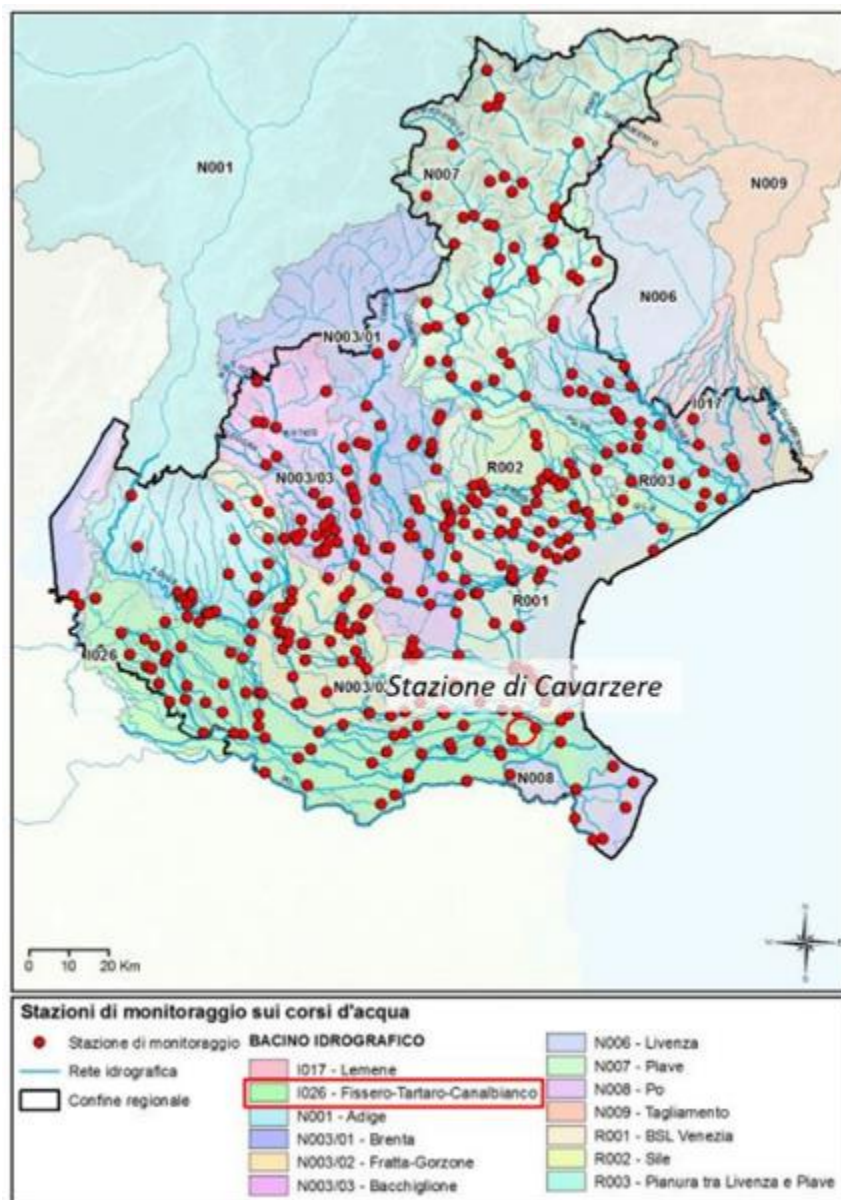 N001
N007
N009
N006
N003/01
I017
R002
N003/03
R003
R001
I026
N003/0
Stazione di Cavarzere
N008
0 10 20 Km
Stazioni di monitoraggio sui corsi d'acqua
Stazione di monitoraggio
Rete idrografica
Confine regionale
BACINO IDROGRAFICO
I017 - Lemene
I026 - Fissero-Tartaro-Canalbianco
N001 - Adige
N003/01 - Brenta
N003/02 - Fratta-Gorzone
N003/03 - Bacchiglione
N006 - Livenza
N007 - Piave
N008 - Po
N009 - Tagliamento
R001 - BSL Venezia
R002 - Sile
R003 - Pianura tra Livenza e Piave